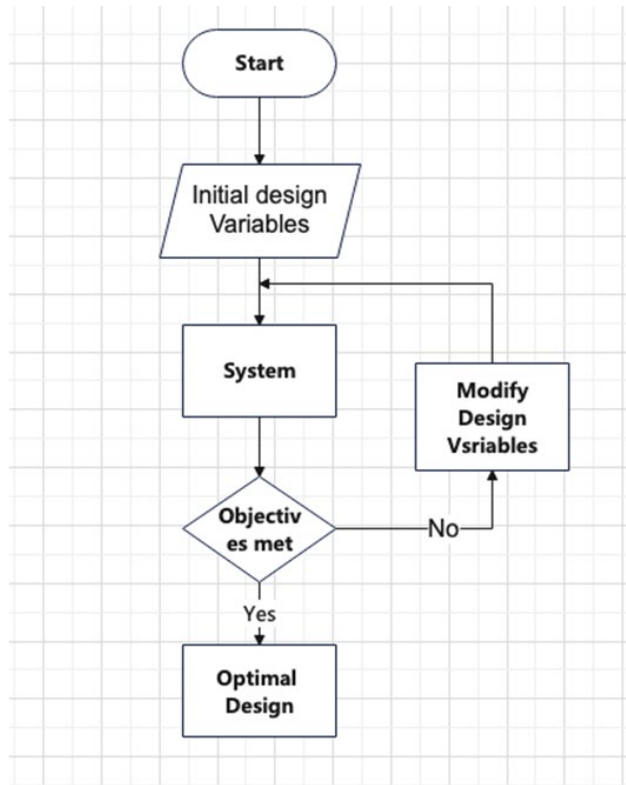 Start
Initial design
Variables
System
Modify
Design
Vsriables
Objectiv
es met
No
Yes
Optimal
Design